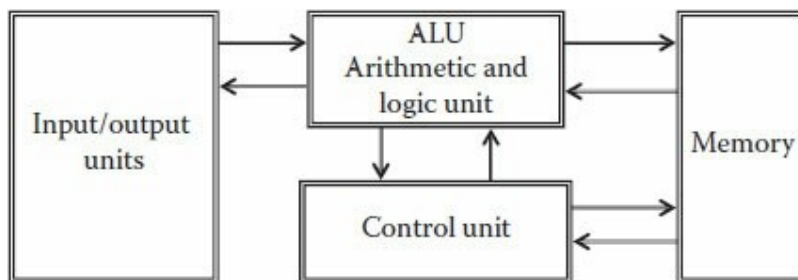 Input/output
units
ALU
Arithmetic and
logic unit
Control unit
Memory